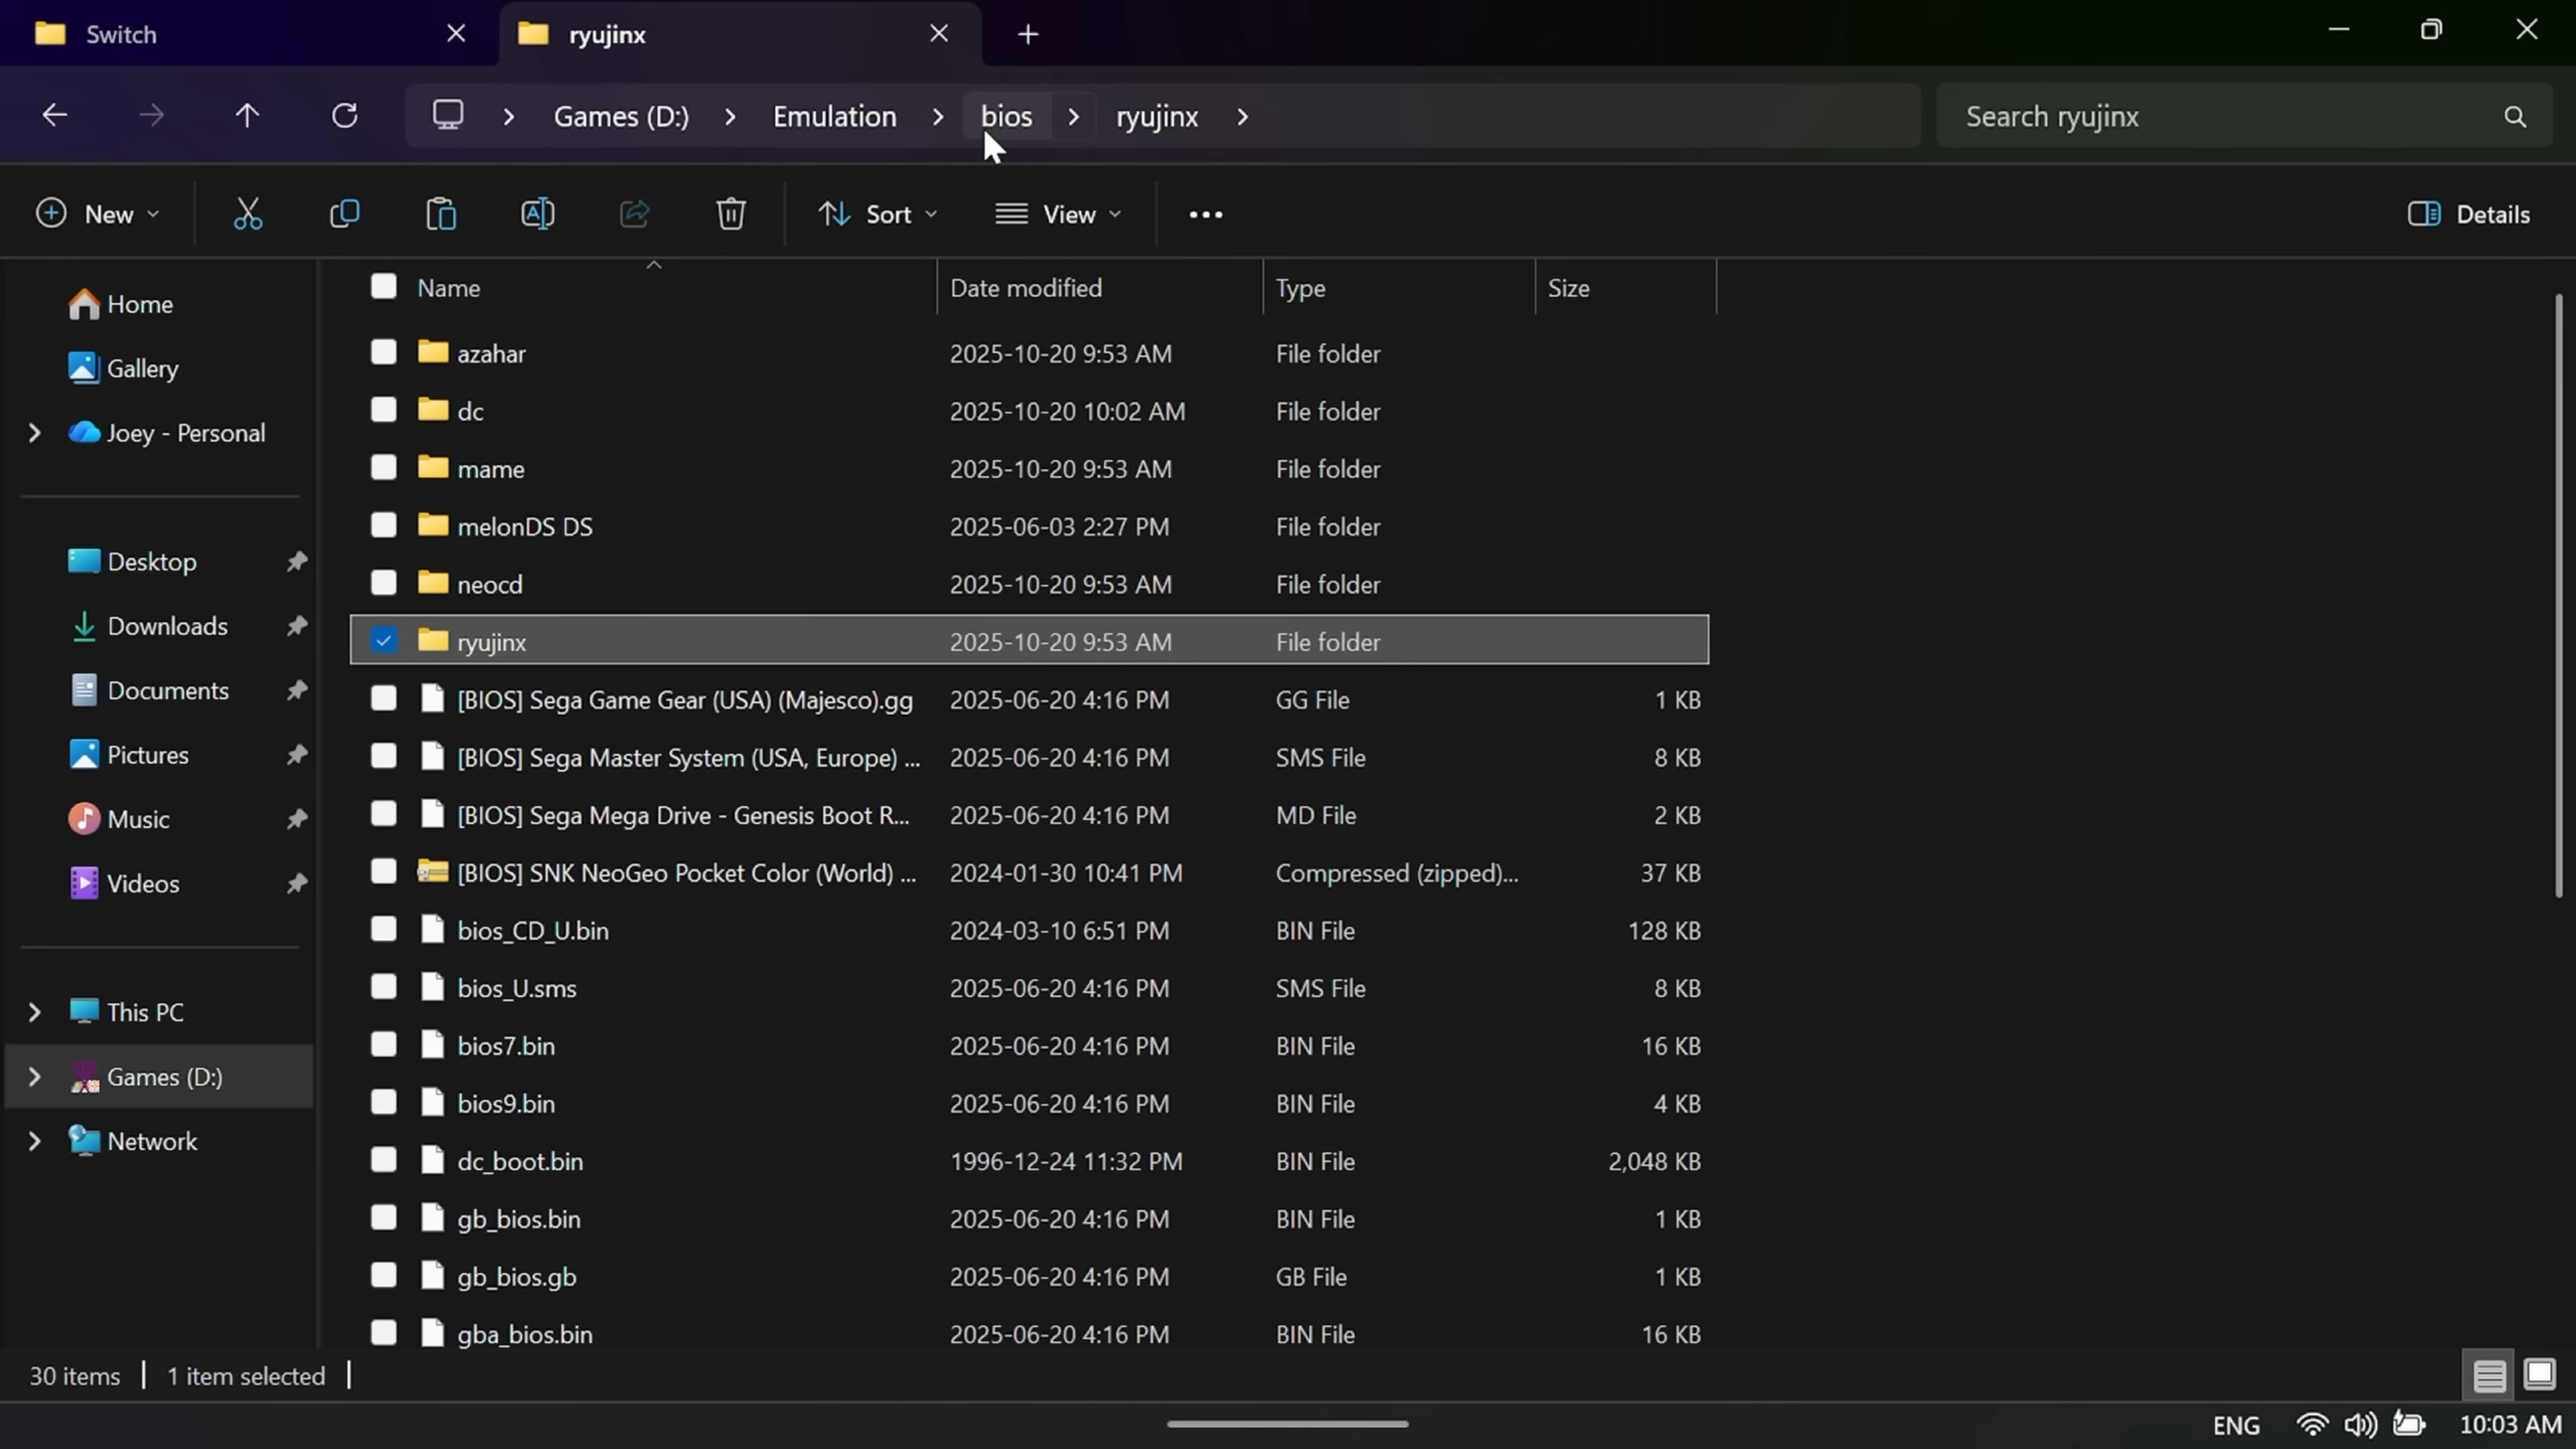 Switch
ryujinx
Games (D:) Emulation bios ryujinx
Search ryujinx
New Sort View Details
Home
Gallery
Joey - Personal
Desktop
Downloads
Documents
Pictures
Music
Videos
This PC
Games (D:)
Network
Name Date modified Type Size
azahar 2025-10-20 9:53 AM File folder
dc 2025-10-20 10:02 AM File folder
mame 2025-10-20 9:53 AM File folder
melonDS DS 2025-06-03 2:27 PM File folder
neocd 2025-10-20 9:53 AM File folder
ryujinx 2025-10-20 9:53 AM File folder
[BIOS] Sega Game Gear (USA) (Majesco).gg 2025-06-20 4:16 PM GG File 1 KB
[BIOS] Sega Master System (USA, Europe) ... 2025-06-20 4:16 PM SMS File 8 KB
[BIOS] Sega Mega Drive - Genesis Boot R... 2025-06-20 4:16 PM MD File 2 KB
[BIOS] SNK NeoGeo Pocket Color (World) ... 2024-01-30 10:41 PM Compressed (zipped)... 37 KB
bios_CD_U.bin 2024-03-10 6:51 PM BIN File 128 KB
bios_U.sms 2025-06-20 4:16 PM SMS File 8 KB
bios7.bin 2025-06-20 4:16 PM BIN File 16 KB
bios9.bin 2025-06-20 4:16 PM BIN File 4 KB
dc_boot.bin 1996-12-24 11:32 PM BIN File 2,048 KB
gb_bios.bin 2025-06-20 4:16 PM BIN File 1 KB
gb_bios.gb 2025-06-20 4:16 PM GB File 1 KB
gba_bios.bin 2025-06-20 4:16 PM BIN File 16 KB
30 items 1 item selected
ENG 10:03 AM